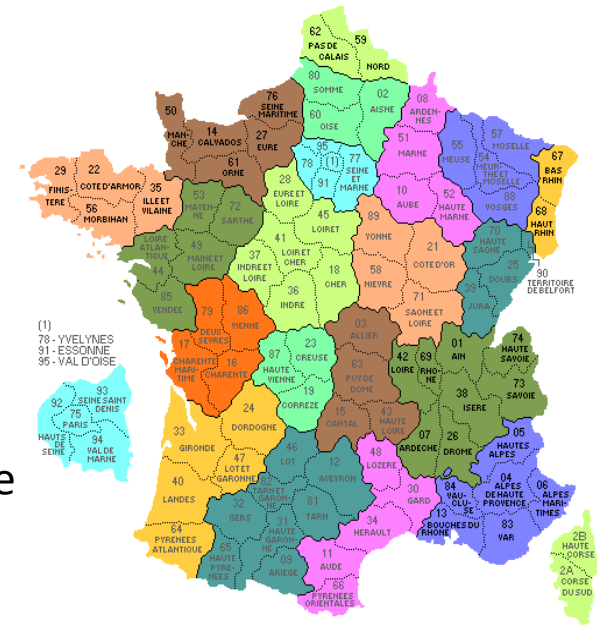 62
PAS DE
CALAIS
59
NORD
80
SOMME
02
AISNE
76
SEINE
MARITIME
60
OISE
08
ARDEN-
NES
50
MAN-
CHE
14
CALVADOS
27
EURE
61
ORNE
95
78
(1)
91
77
SEINE
ET
MARNE
51
MARNE
55
MEUSE
57
MOSELLE
54
MEUR-
THE ET
MOSELLE
67
BAS
RHIN
88
VOSGES
68
HAUT
RHIN
10
AUBE
52
HAUTE
MARNE
29
FINIS-
TERE
22
COTE D'ARMOR
56
MORBIHAN
35
ILLE ET
VILAINE
53
MAYEN-
NE
72
SARTHE
28
EURE ET
LOIRE
45
LOIRET
89
YONNE
21
COTE D'OR
70
HAUTE
SAONE
25
DOUBS
90
TERRITOIRE
DE BELFORT
39
JURA
LOIRE
ATLAN-
TIQUE
44
49
MAINE ET
LOIRE
37
INDRE ET
LOIRE
41
LOIR ET
CHER
18
CHER
36
INDRE
58
NIEVRE
71
SAONE ET
LOIRE
85
VENDEE
79
DEUX
SEVRES
86
VIENNE
17
CHARENTE
MARI-
TIME
16
CHARENTE
87
HAUTE
VIENNE
23
CREUSE
19
CORREZE
03
ALLIER
63
PUY DE
DOME
15
CANTAL
43
HAUTE
LOIRE
42
LOIRE
69
RHO-
NE
01
AIN
74
HAUTE
SAVOIE
73
SAVOIE
38
ISERE
07
ARDECHE
26
DROME
05
HAUTES
ALPES
(1)
78 - YVELYNES
91 - ESSONNE
95 - VAL D'OISE
93
SEINE SAINT
DENIS
92
75
PARIS
HAUTS
DE
SEINE
94
VAL DE
MARNE
e
24
DORDOGNE
33
GIRONDE
47
LOT ET
GARONNE
40
LANDES
64
PYRENEES
ATLANTIQUE
46
LOT
12
AVEYRON
82
TARN ET
GARON-
NE
32
GERS
81
TARN
31
HAUTE
GARON-
NE
65
HAUTE
PYRE-
NEES
09
ARIEGE
48
LOZERE
30
GARD
34
HERAULT
11
AUDE
66
PYRENEES
ORIENTALES
84
VAU-
CLU-
SE
04
ALPES
DE HAUTE
PROVENCE
06
ALPES
MARI-
TIMES
13
BOUCHES DU
RHONE
83
VAR
2B
HAUTE
CORSE
2A
CORSE
DU SUD